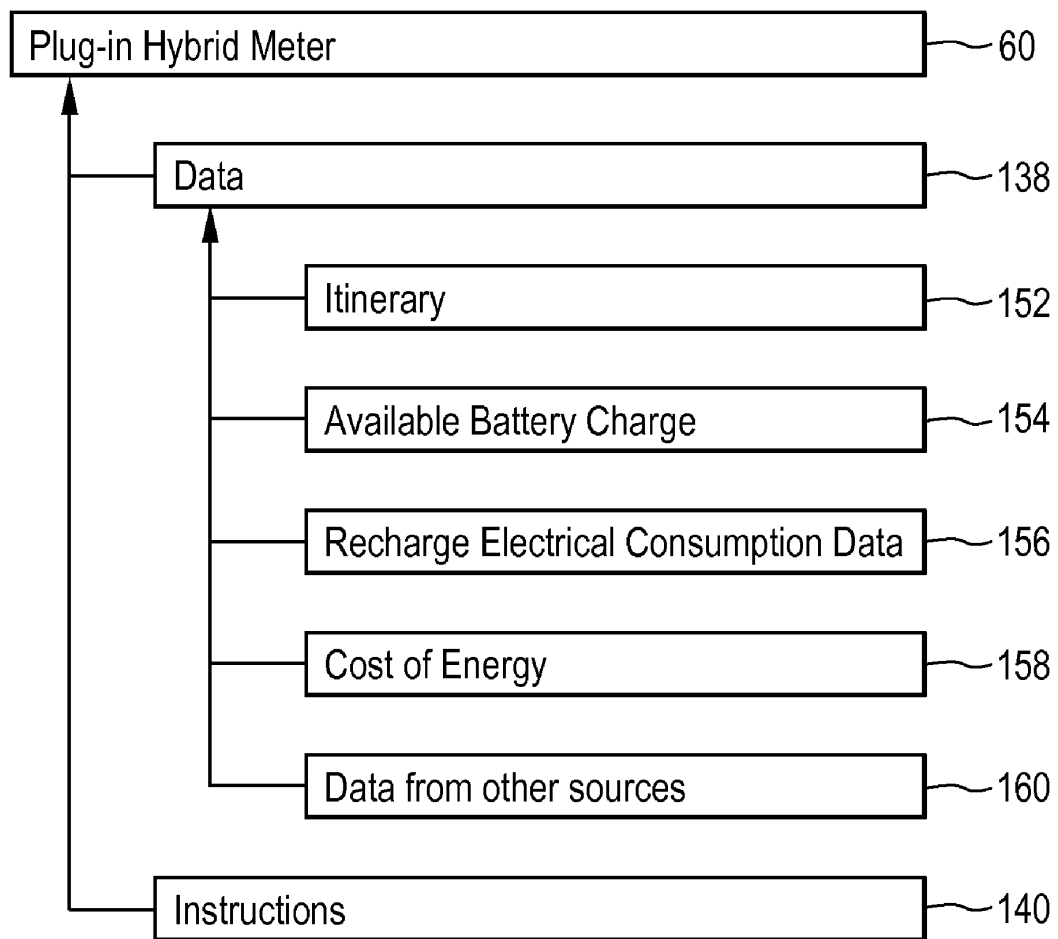 Plug-in Hybrid Meter 60
Data 138
Itinerary 152
Available Battery Charge 154
Recharge Electrical Consumption Data 156
Cost of Energy 158
Data from other sources 160
Instructions 140